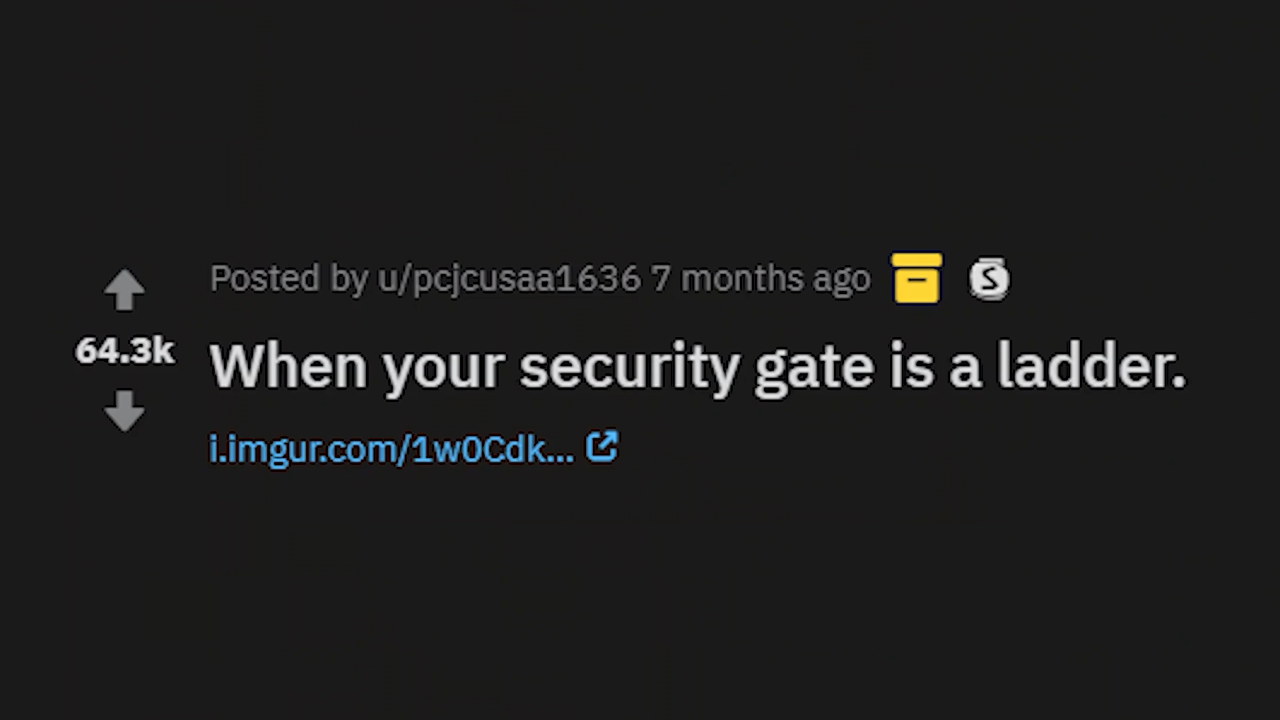 Posted by u/pcjcusaa1636 7 months ago S
64.3k
When your security gate is a ladder.
i.imgur.com/1w0Cdk...